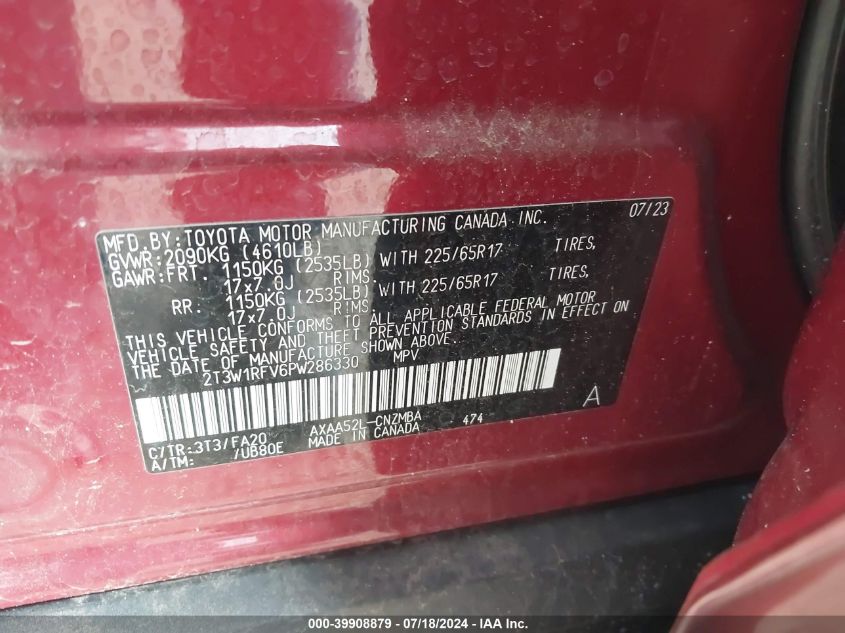 MFD. BY: TOYOTA MOTOR MANUFACTURING CANADA INC. 07/23
GVWR: 2090KG (4610LB)
GAWR: FRT. 1150KG (2535LB) WITH 225/65R17 TIRES,
17x7.0J RIMS.
RR. 1150KG (2535LB) WITH 225/65R17 TIRES,
17x7.0J RIMS
THIS VEHICLE CONFORMS TO ALL APPLICABLE FEDERAL MOTOR
VEHICLE SAFETY AND THEFT PREVENTION STANDARDS IN EFFECT ON
THE DATE OF MANUFACTURE SHOWN ABOVE.
2T3W1RFV6PW286330 MPV
A
C/TR: 3T3/FA20 AXAA52L-CNZMBA 474
A/TM: /U680E MADE IN CANADA
000-39908879 - 07/18/2024 - IAA, Inc.